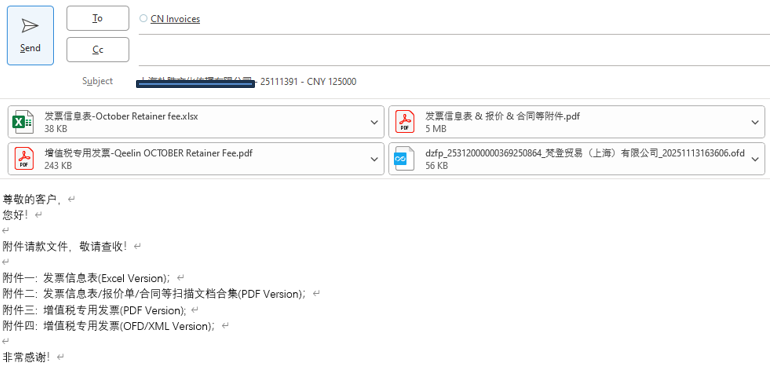 To
CN Invoices
Send
Cc
Subject
- 25111391 - CNY 125000
发票信息表-October Retainer fee.xlsx
38 KB
发票信息表 & 报价 & 合同等附件.pdf
5 MB
增值税专用发票-Qeelin OCTOBER Retainer Fee.pdf
243 KB
dzfp_25312000000369250864_梵登贸易（上海）有限公司_20251113163606.ofd
56 KB
尊敬的客户，
您好！
附件请款文件，敬请查收！
附件一: 发票信息表(Excel Version)；
附件二: 发票信息表/报价单/合同等扫描文档合集(PDF Version)；
附件三: 增值税专用发票(PDF Version);
附件四: 增值税专用发票(OFD/XML Version)；
非常感谢！